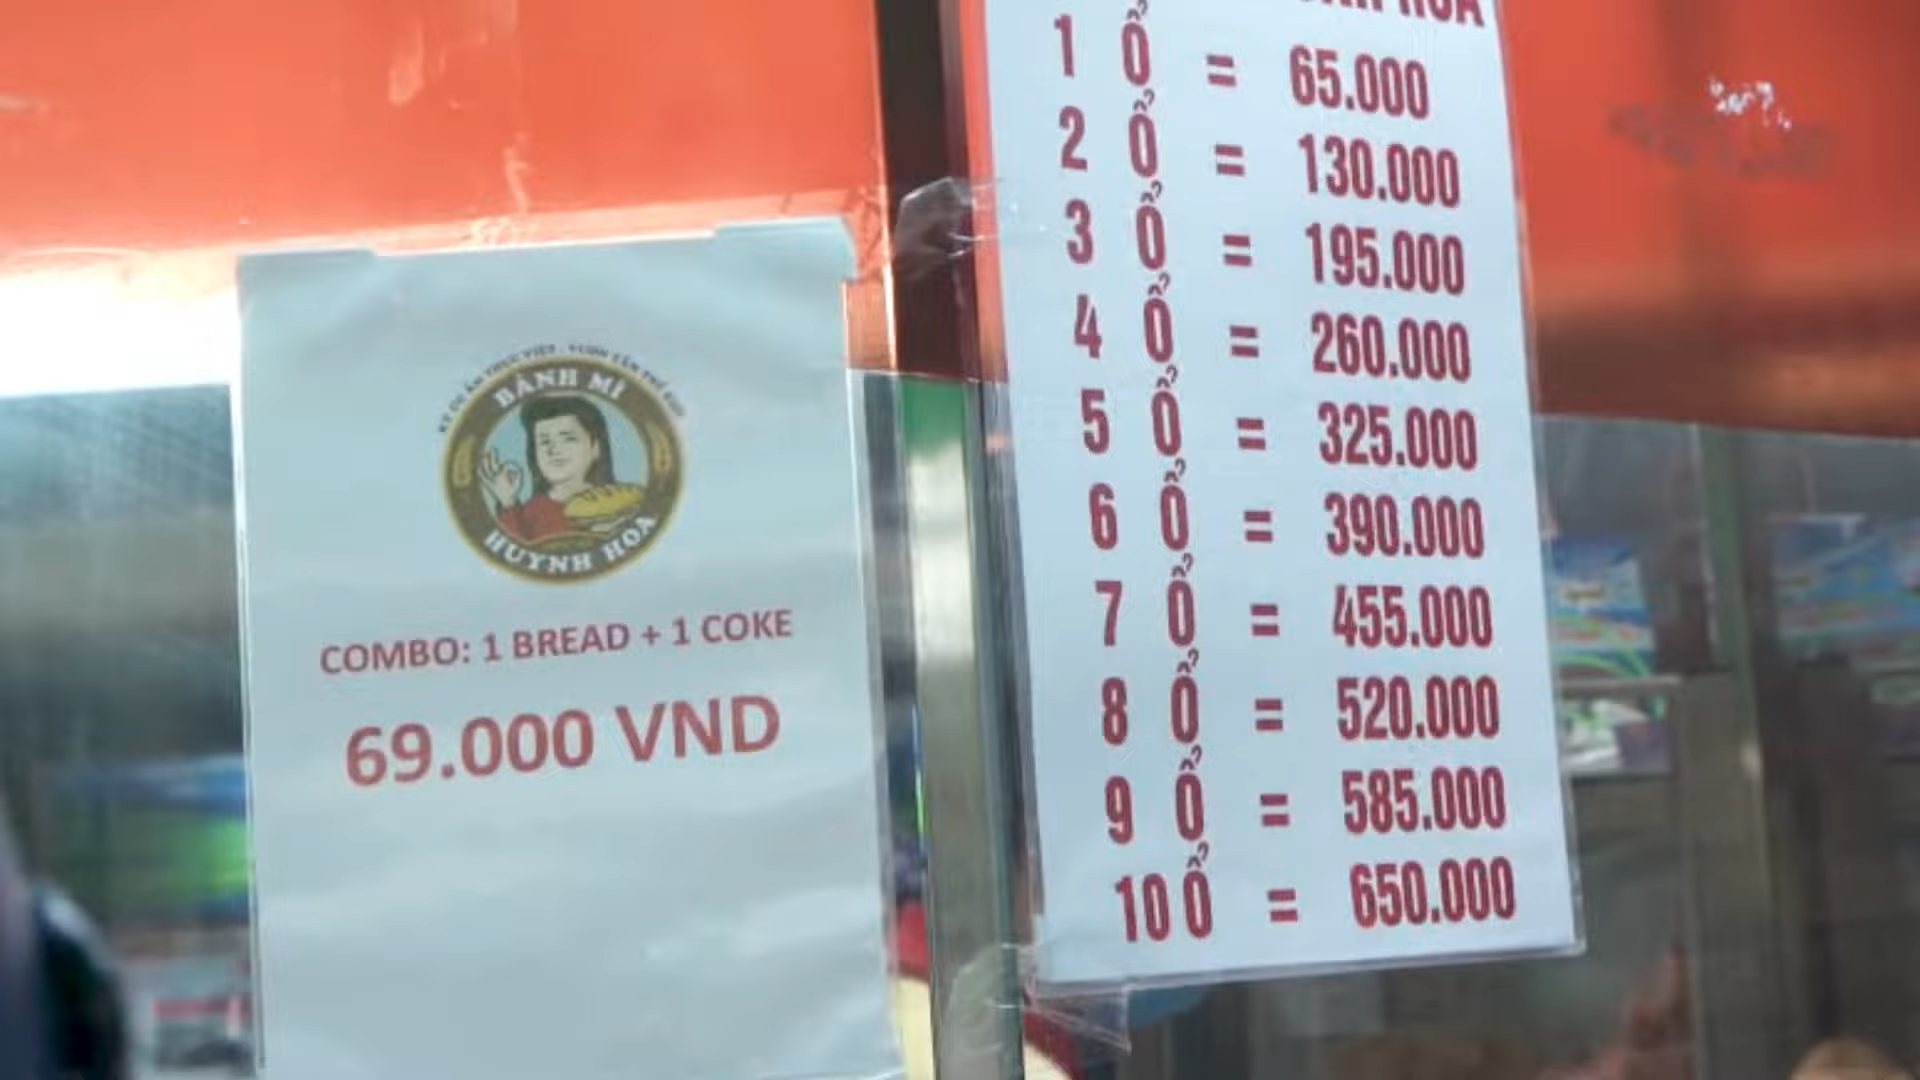 BÁNH MÌ
HUYNH HOA
COMBO: 1 BREAD + 1 COKE
69.000 VND
HOA
1 Ổ = 65.000
2 Ổ = 130.000
3 Ổ = 195.000
4 Ổ = 260.000
5 Ổ = 325.000
6 Ổ = 390.000
7 Ổ = 455.000
8 Ổ = 520.000
9 Ổ = 585.000
10 Ổ = 650.000